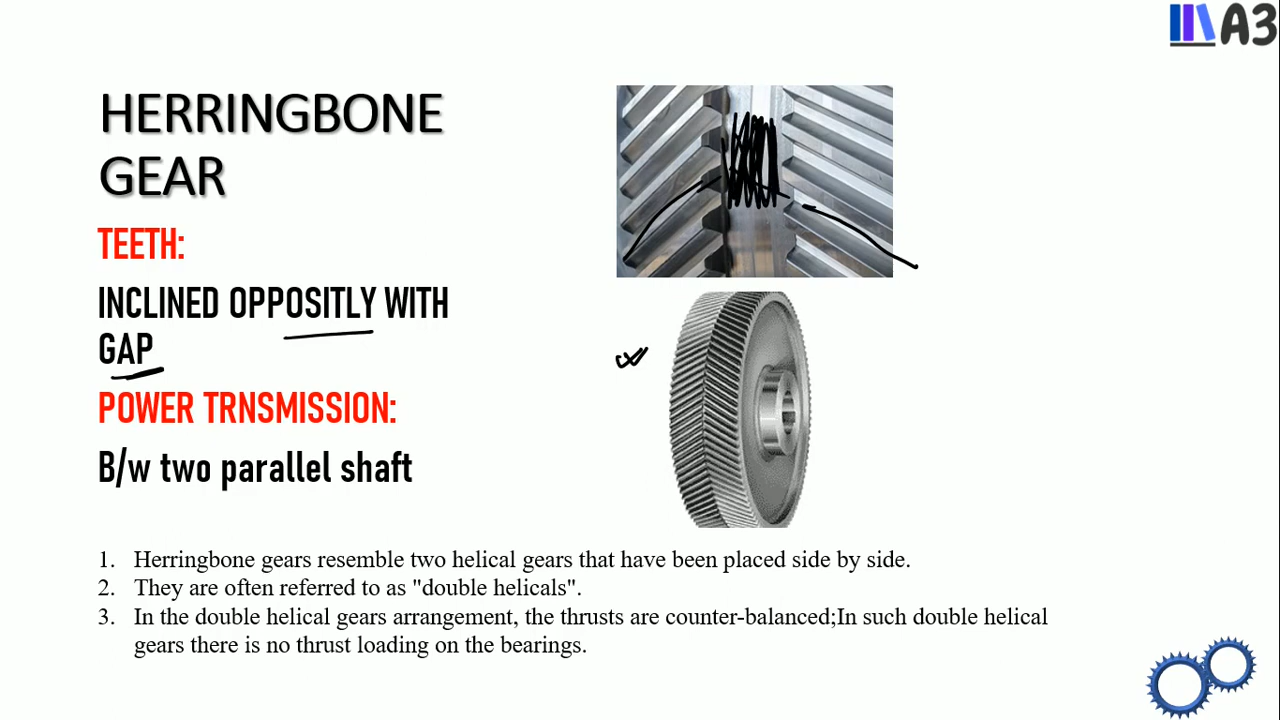 A3
HERRINGBONE
GEAR
TEETH:
INCLINED OPPOSITLY WITH
GAP
POWER TRNSMISSION:
B/w two parallel shaft
1. Herringbone gears resemble two helical gears that have been placed side by side.
2. They are often referred to as "double helicals".
3. In the double helical gears arrangement, the thrusts are counter-balanced;In such double helical
gears there is no thrust loading on the bearings.